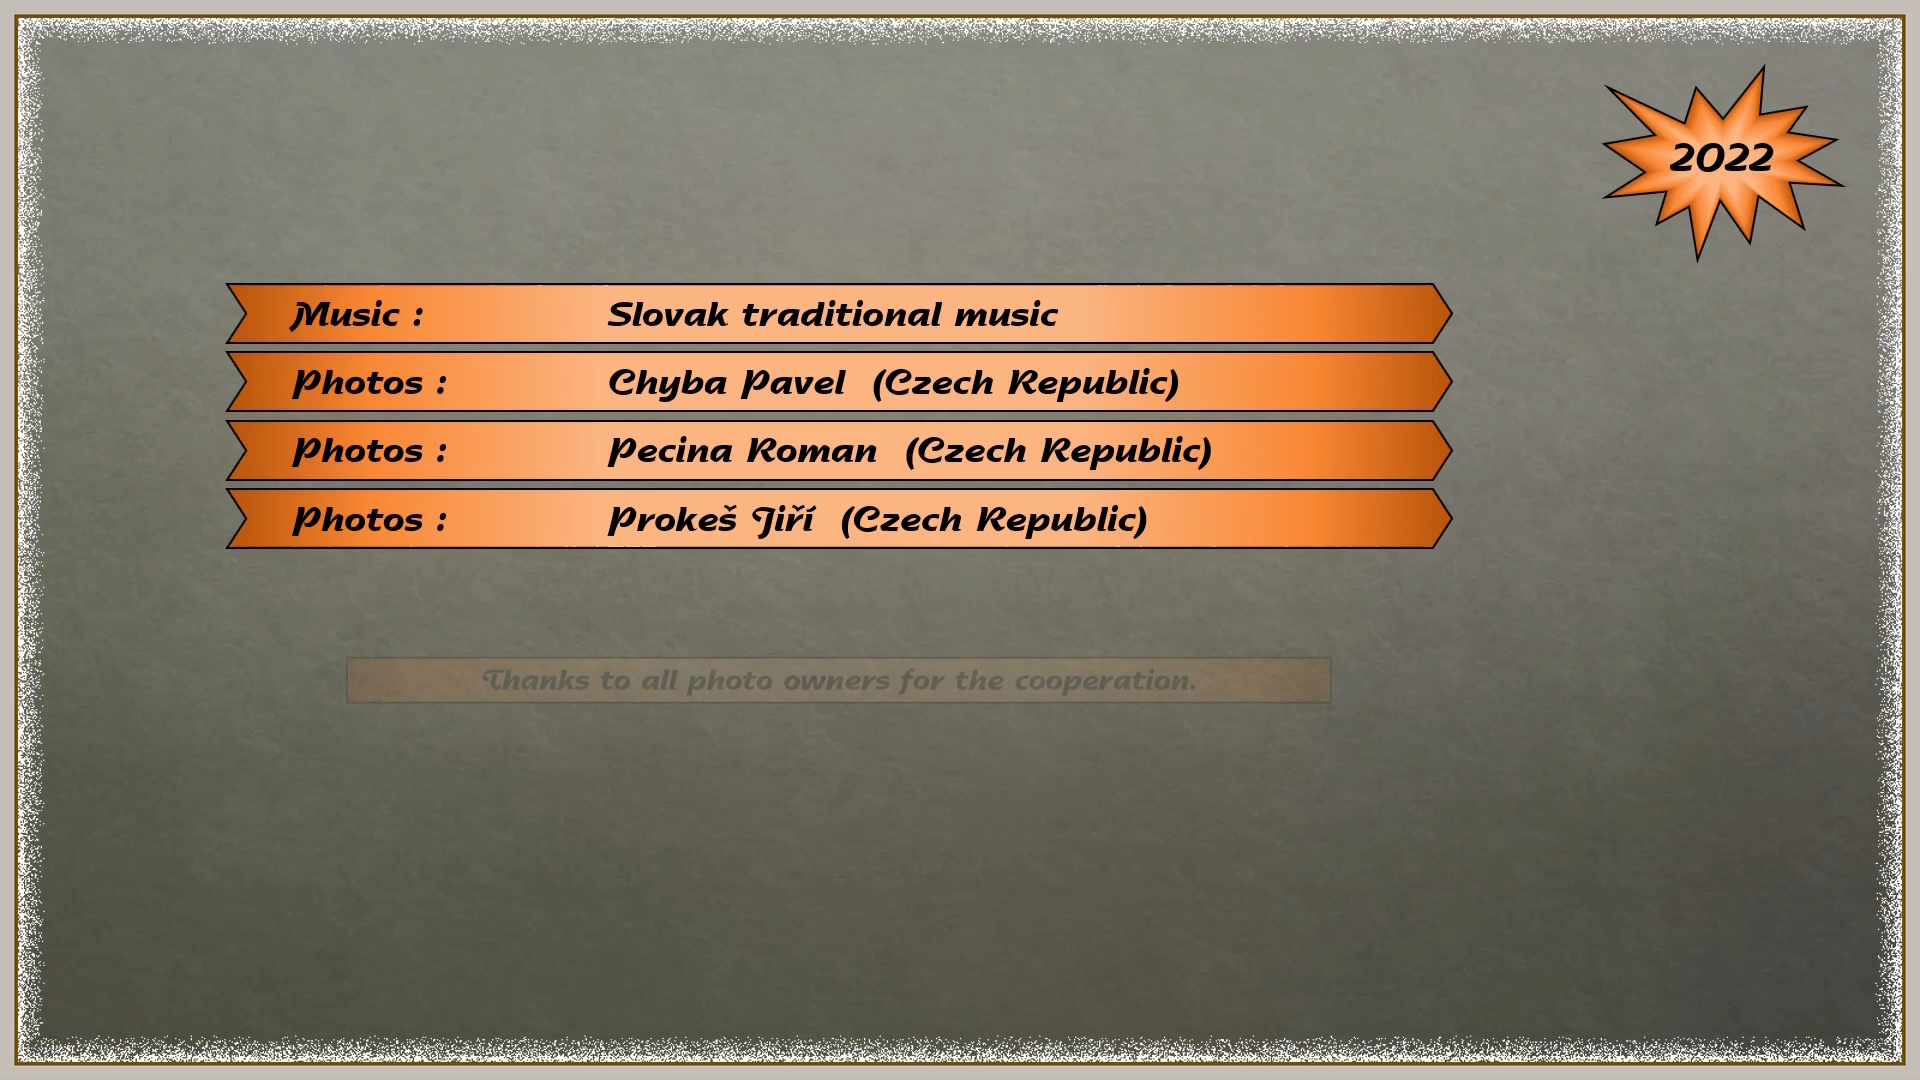 2022
Music : Slovak traditional music
Photos : Chyba Pavel (Czech Republic)
Photos : Pecina Roman (Czech Republic)
Photos : Prokeš Jiří (Czech Republic)
Thanks to all photo owners for the cooperation.